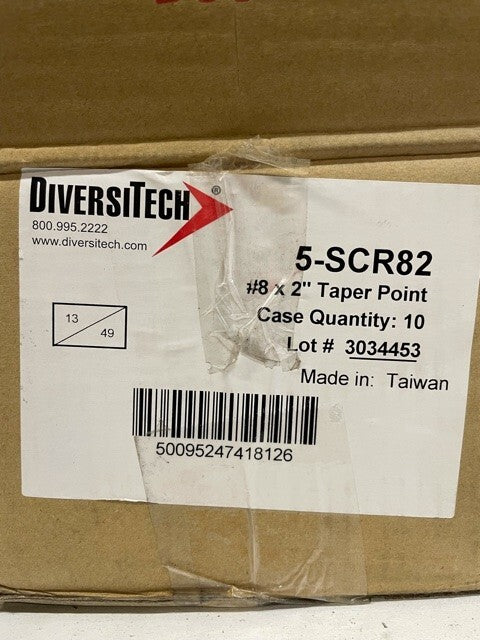 DIVERSITECH®
800.995.2222
www.diversitech.com
5-SCR82
#8 x 2" Taper Point
Case Quantity: 10
Lot # 3034453
Made in: Taiwan
13
49
50095247418126